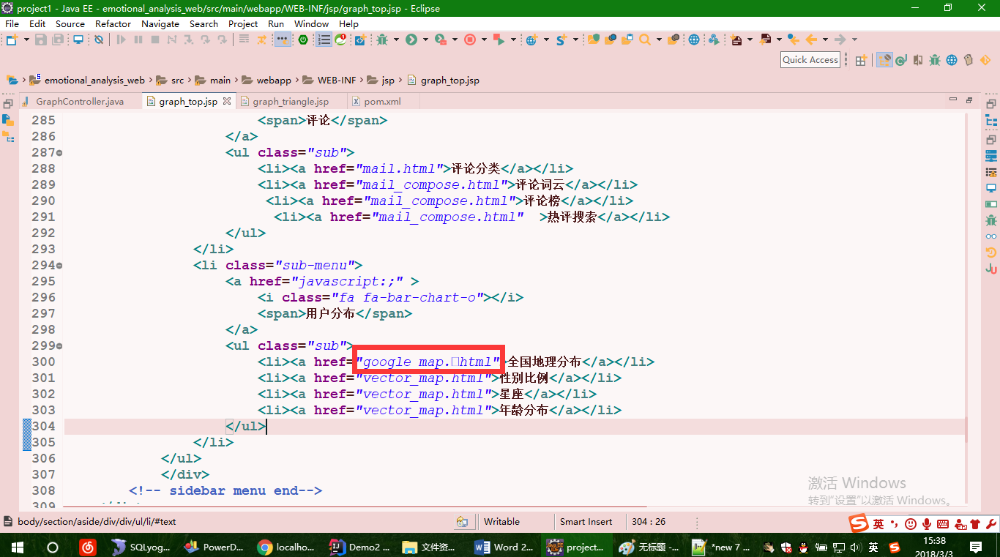 project1 - Java EE - emotional_analysis_web/src/main/webapp/WEB-INF/jsp/graph_top.jsp - Eclipse
File Edit Source Refactor Navigate Search Project Run Window Help
Quick Access
emotional_analysis_web src main webapp WEB-INF jsp graph_top.jsp
GraphController.java graph_top.jsp graph_triangle.jsp pom.xml
285 <span>评论</span>
286 </a>
287 <ul class="sub">
288 <li><a href="mail.html">评论分类</a></li>
289 <li><a href="mail_compose.html">评论词云</a></li>
290 <li><a href="mail_compose.html">评论榜</a></li>
291 <li><a href="mail_compose.html" >热评搜索</a></li>
292 </ul>
293 </li>
294 <li class="sub-menu">
295 <a href="javascript:;" >
296 <i class="fa fa-bar-chart-o"></i>
297 <span>用户分布</span>
298 </a>
299 <ul class="sub">
300 <li><a href="google map.□html">全国地理分布</a></li>
301 <li><a href="vector_map.html">性别比例</a></li>
302 <li><a href="vector_map.html">星座</a></li>
303 <li><a href="vector_map.html">年龄分布</a></li>
304 </ul>
305 </li>
306 </ul>
307 </div>
308 <!-- sidebar menu end-->
309
激活 Windows
转到"设置"以激活 Windows。
body/section/aside/div/div/ul/li/#text Writable Smart Insert 304 : 26
英
SQLyog... PowerD... localho... Demo2 ... 文件资... Word 2... project... 无标题 -... *new 7 ... 英 15:38
2018/3/3